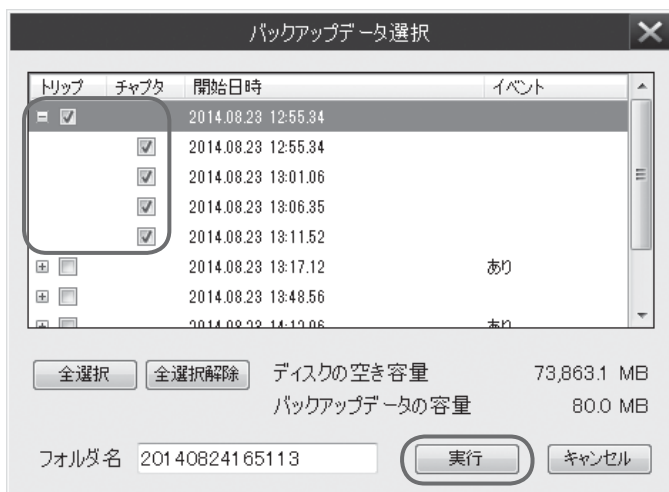 バックアップデータ選択
トリップ チャプタ 開始日時 イベント
2014.08.23 12:55.34
2014.08.23 12:55.34
2014.08.23 13:01.06
2014.08.23 13:06.35
2014.08.23 13:11.52
2014.08.23 13:17.12 あり
2014.08.23 13:48.56
2014.08.23 14:12.06 あり
全選択 全選択解除 ディスクの空き容量 73,863.1 MB
バックアップデータの容量 80.0 MB
フォルダ名 20140824165113 実行 キャンセル